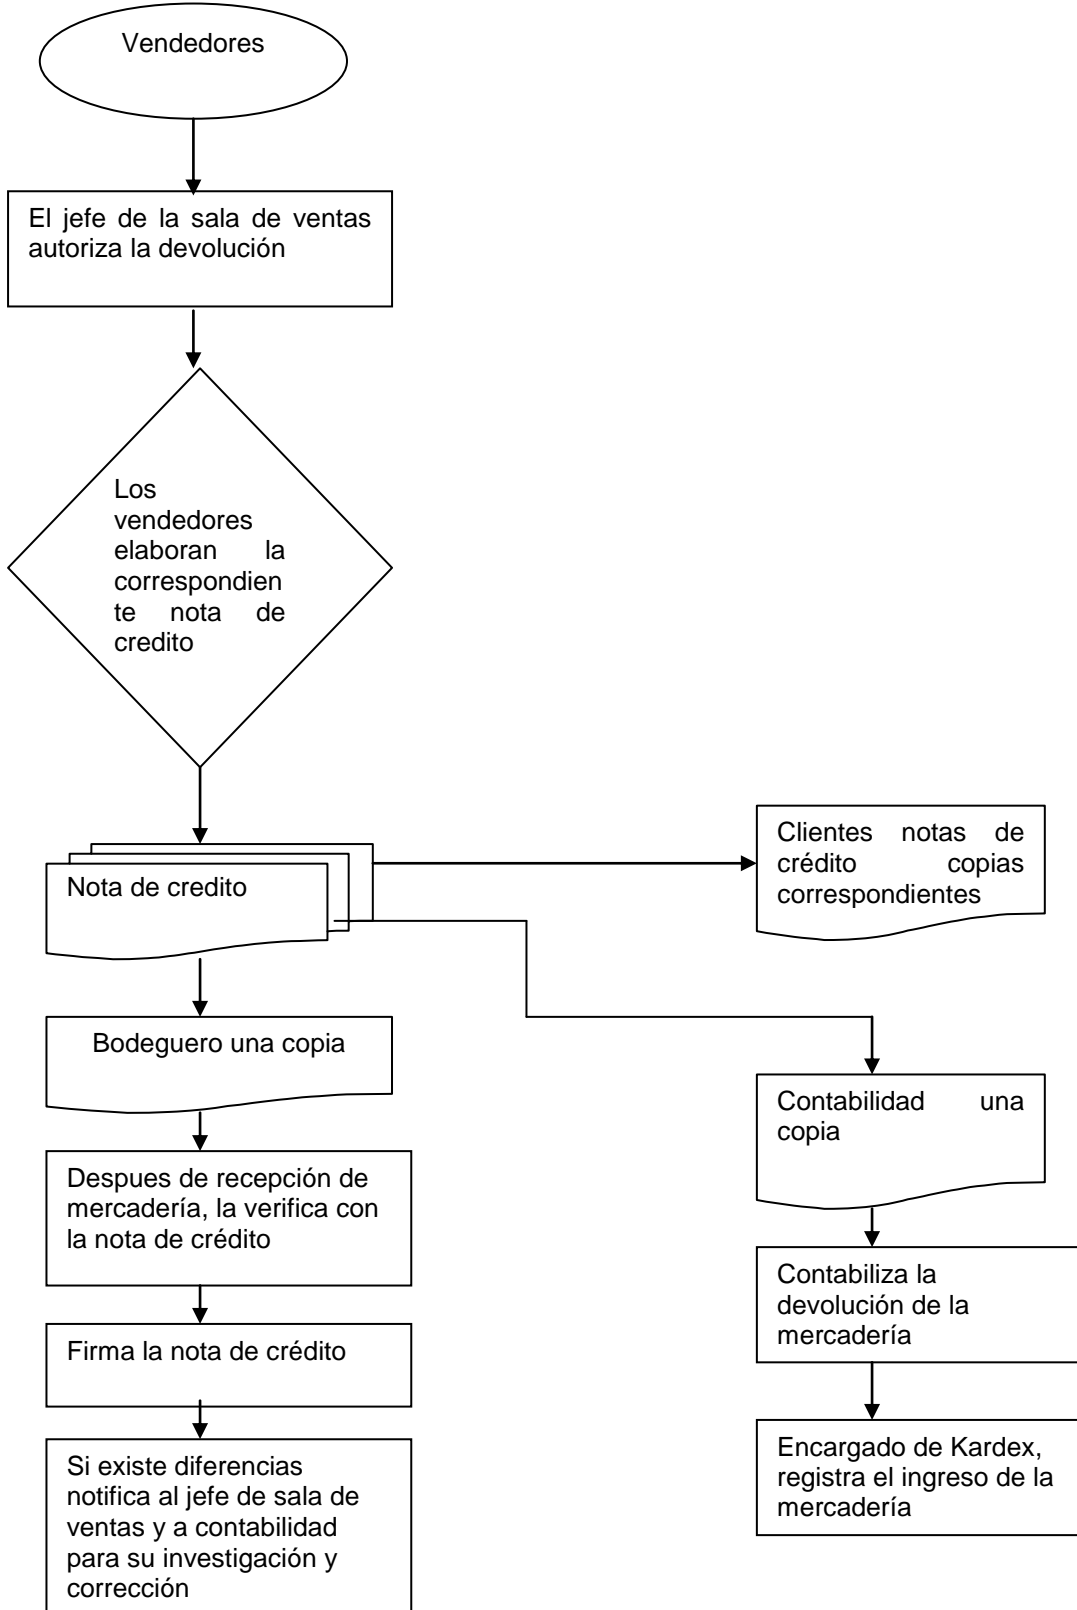 Vendedores
El jefe de la sala de ventas
autoriza la devolución
Los
vendedores
elaboran la
correspondien
te nota de
credito
Nota de credito
Clientes notas de
crédito copias
correspondientes
Bodeguero una copia
Contabilidad una
copia
Despues de recepción de
mercadería, la verifica con
la nota de crédito
Contabiliza la
devolución de la
mercadería
Firma la nota de crédito
Encargado de Kardex,
registra el ingreso de la
mercadería
Si existe diferencias
notifica al jefe de sala de
ventas y a contabilidad
para su investigación y
corrección